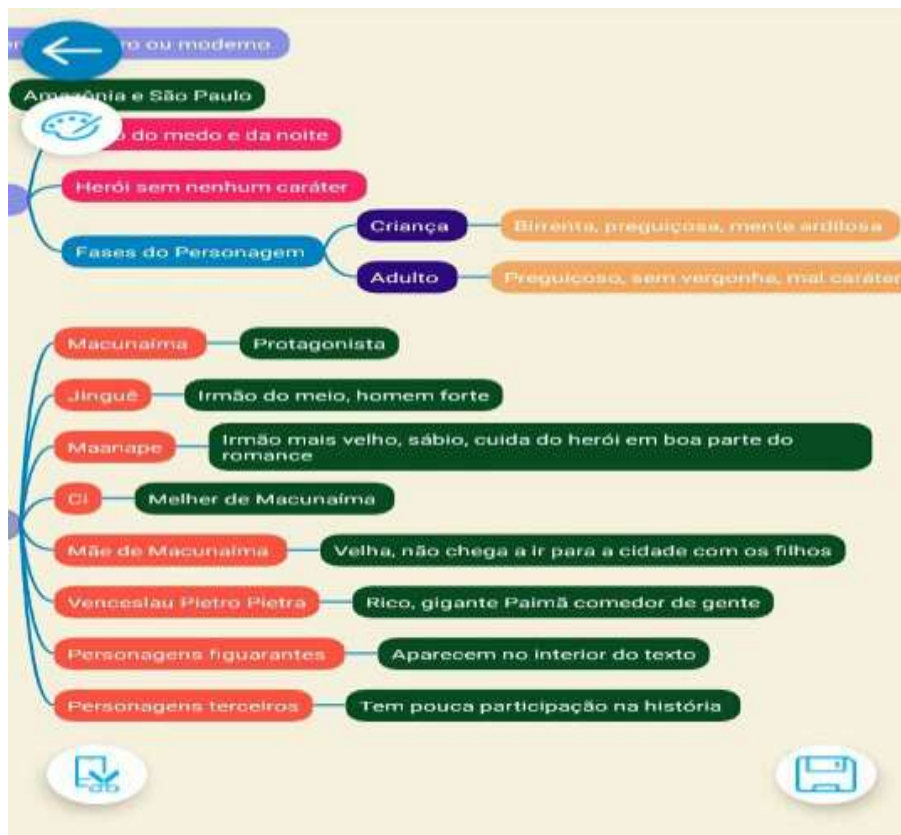 ro ou moderno
Amazônia e São Paulo
do medo e da noite
Herói sem nenhum caráter
Fases do Personagem
Criança
Birrenta, preguiçosa, mente ardilosa
Adulto
Preguiçoso, sem vergonha, mal caráter
Macunaíma
Protagonista
Jinguê
Irmão do meio, homem forte
Maanape
Irmão mais velho, sábio, cuida do herói em boa parte do
romance
Ci
Melher de Macunaíma
Mãe de Macunaíma
Velha, não chega a ir para a cidade com os filhos
Venceslau Pietro Pietra
Rico, gigante Paimã comedor de gente
Personagens figuarantes
Aparecem no interior do texto
Personagens terceiros
Tem pouca participação na história